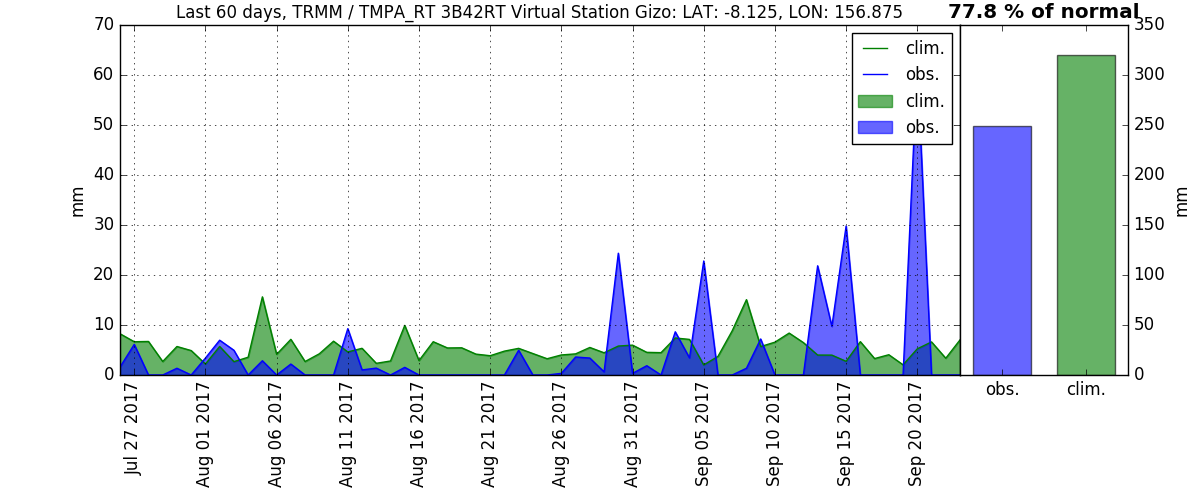 Last 60 days, TRMM / TMPA_RT 3B42RT Virtual Station Gizo: LAT: -8.125, LON: 156.875
77.8 % of normal
70
60
50
40
30
20
10
0
mm
clim.
obs.
clim.
obs.
350
300
250
200
150
100
50
0
mm
Jul 27 2017
Aug 01 2017
Aug 06 2017
Aug 11 2017
Aug 16 2017
Aug 21 2017
Aug 26 2017
Aug 31 2017
Sep 05 2017
Sep 10 2017
Sep 15 2017
Sep 20 2017
obs.
clim.